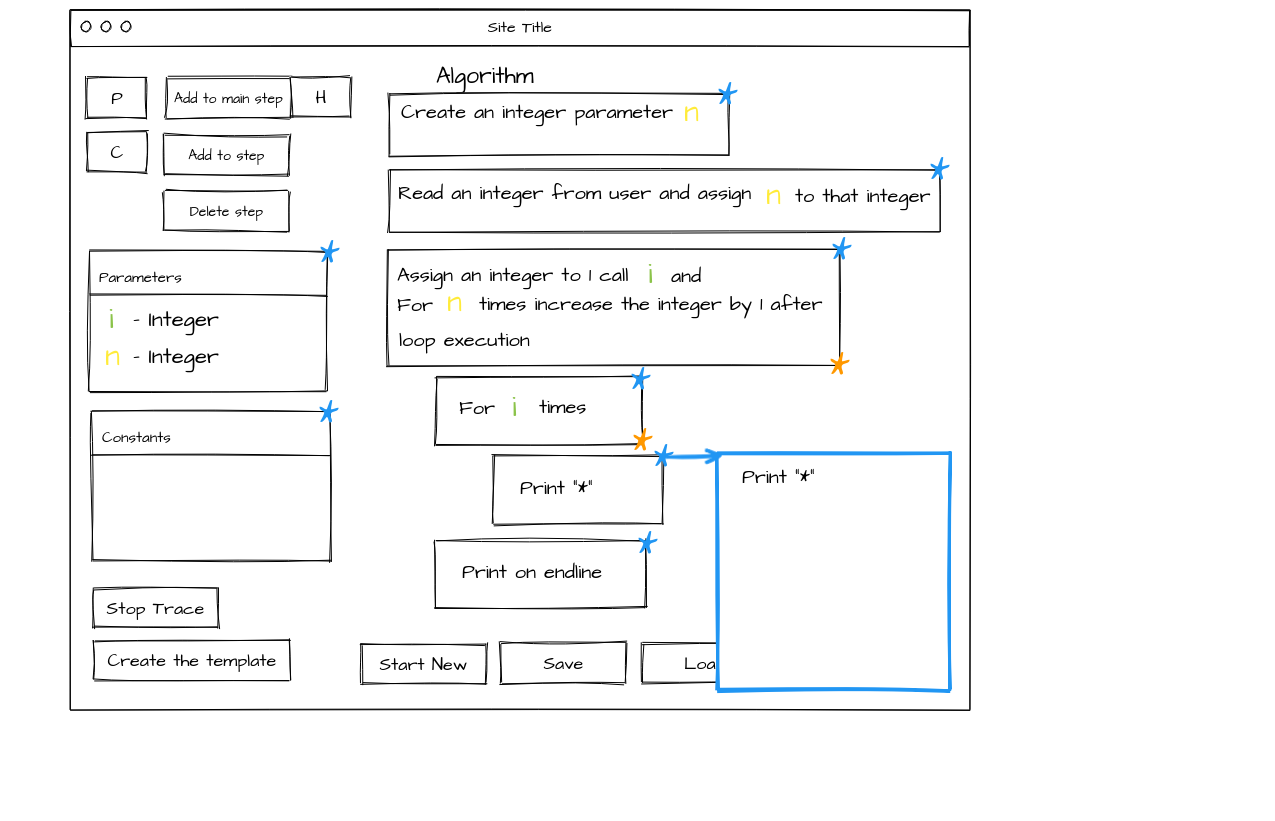 Site Title
P
Add to main step
H
C
Add to step
Delete step
Parameters
i - Integer
n - Integer
Constants
Stop Trace
Create the template
Algorithm
Create an integer parameter n
Read an integer from user and assign n to that integer
Assign an integer to 1 call i and
For n times increase the integer by 1 after
loop execution
For i times
Print "*"
Print "*"
Print on endline
Start New
Save
Loa